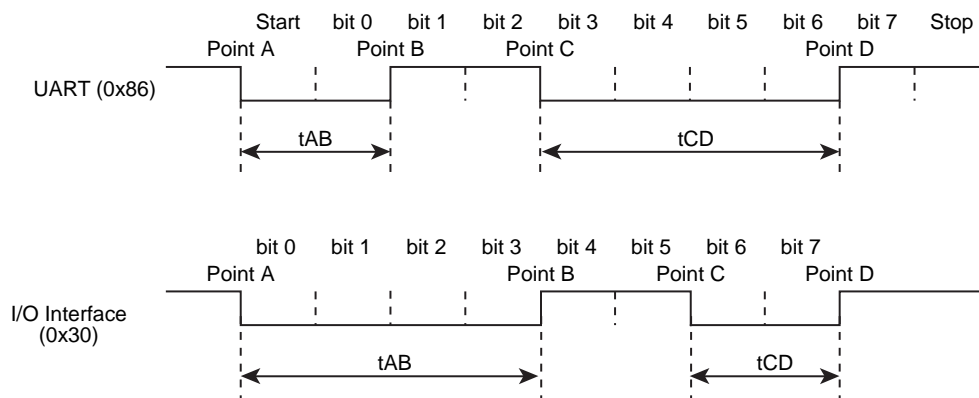 Start bit 0 bit 1 bit 2 bit 3 bit 4 bit 5 bit 6 bit 7 Stop
Point A Point B Point C Point D
UART (0x86)
tAB tCD
bit 0 bit 1 bit 2 bit 3 bit 4 bit 5 bit 6 bit 7
Point A Point B Point C Point D
I/O Interface
(0x30)
tAB tCD